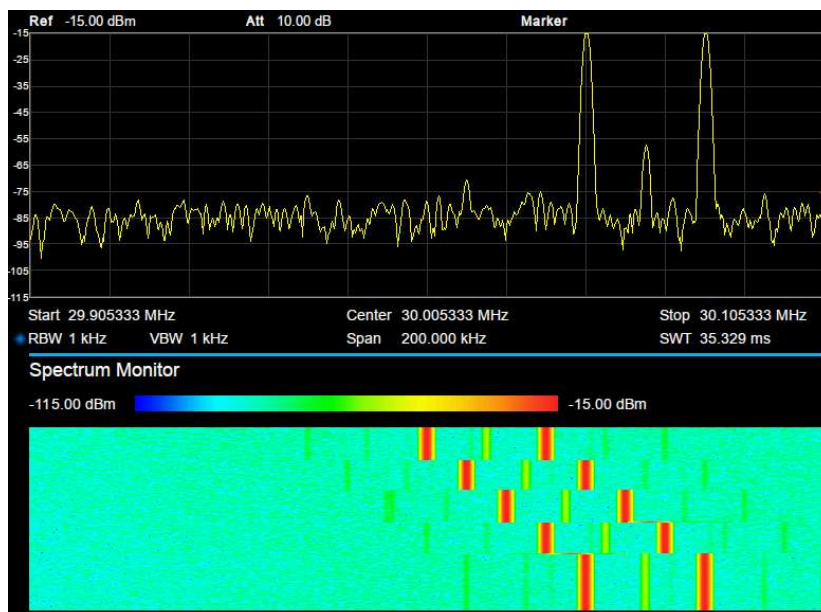 Ref -15.00 dBm Att 10.00 dB Marker
-15
-25
-35
-45
-55
-65
-75
-85
-95
-105
-115
Start 29.905333 MHz Center 30.005333 MHz Stop 30.105333 MHz
RBW 1 kHz VBW 1 kHz Span 200.000 kHz SWT 35.329 ms
Spectrum Monitor
-115.00 dBm -15.00 dBm